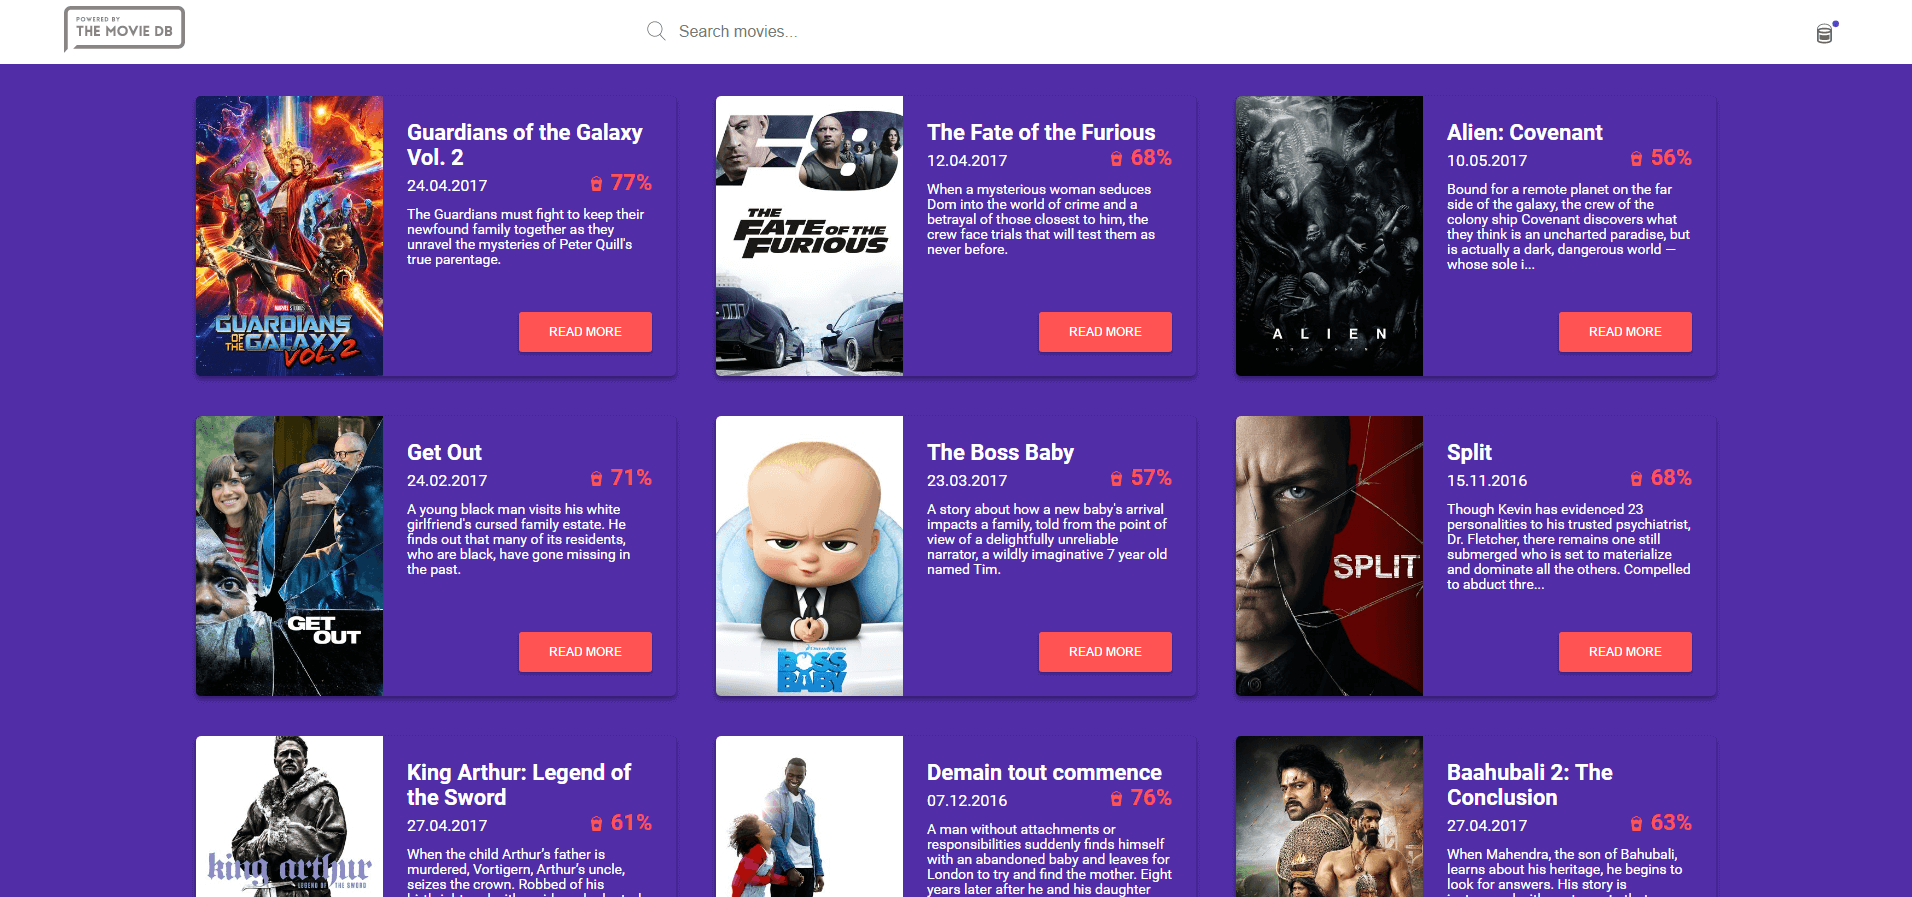 POWERED BY
THE MOVIE DB
Search movies...
MARVEL STUDIOS
GUARDIANS
OF THE GALAXY
VOL. 2
Guardians of the Galaxy
Vol. 2
24.04.2017
77%
The Guardians must fight to keep their
newfound family together as they
unravel the mysteries of Peter Quill's
true parentage.
READ MORE
F8
THE
FATE OF THE
FURIOUS
The Fate of the Furious
12.04.2017
68%
When a mysterious woman seduces
Dom into the world of crime and a
betrayal of those closest to him, the
crew face trials that will test them as
never before.
READ MORE
ALIEN
COVENANT
Alien: Covenant
10.05.2017
56%
Bound for a remote planet on the far
side of the galaxy, the crew of the
colony ship Covenant discovers what
they think is an uncharted paradise, but
is actually a dark, dangerous world —
whose sole i...
READ MORE
GET
OUT
Get Out
24.02.2017
71%
A young black man visits his white
girlfriend's cursed family estate. He
finds out that many of its residents,
who are black, have gone missing in
the past.
READ MORE
THE
BOSS
BABY
The Boss Baby
23.03.2017
57%
A story about how a new baby's arrival
impacts a family, told from the point of
view of a delightfully unreliable
narrator, a wildly imaginative 7 year old
named Tim.
READ MORE
SPLIT
Split
15.11.2016
68%
Though Kevin has evidenced 23
personalities to his trusted psychiatrist,
Dr. Fletcher, there remains one still
submerged who is set to materialize
and dominate all the others. Compelled
to abduct thre...
READ MORE
king arthur
LEGEND OF THE SWORD
King Arthur: Legend of
the Sword
27.04.2017
61%
When the child Arthur’s father is
murdered, Vortigern, Arthur’s uncle,
seizes the crown. Robbed of his
Demain tout commence
07.12.2016
76%
A man without attachments or
responsibilities suddenly finds himself
with an abandoned baby and leaves for
London to try and find the mother. Eight
years later after he and his daughter
Baahubali 2: The
Conclusion
27.04.2017
63%
When Mahendra, the son of Bahubali,
learns about his heritage, he begins to
look for answers. His story is